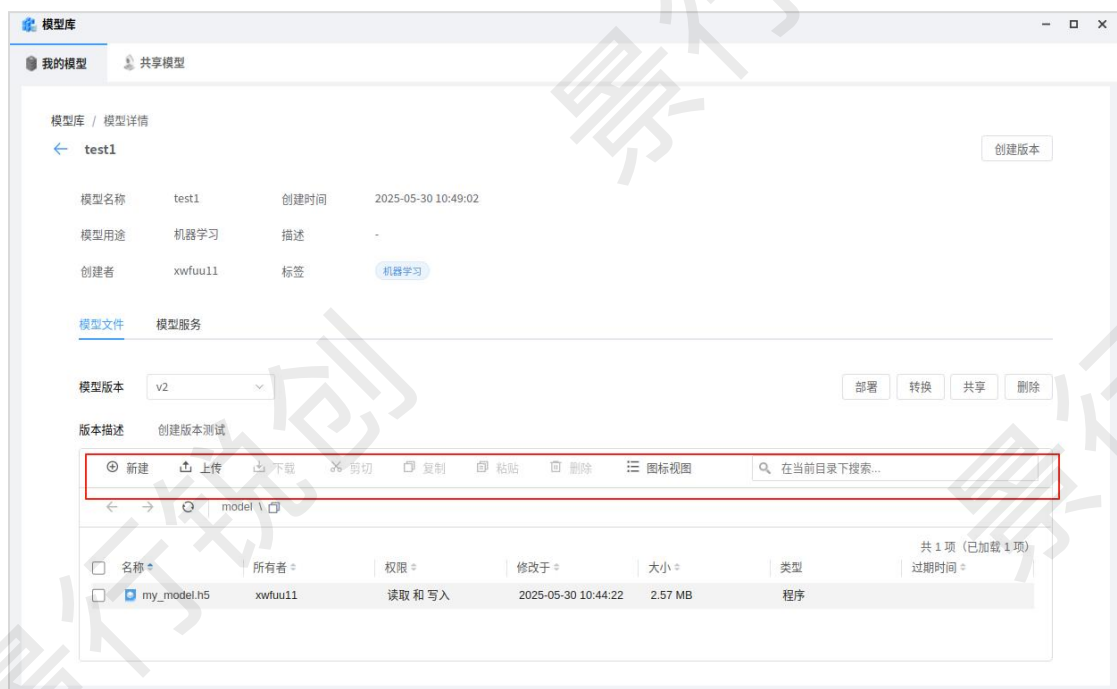 模型库
我的模型 共享模型
模型库 / 模型详情
test1 创建版本
模型名称 test1 创建时间 2025-05-30 10:49:02
模型用途 机器学习 描述 -
创建者 xwfuu11 标签 机器学习
模型文件 模型服务
模型版本 v2 部署 转换 共享 删除
版本描述 创建版本测试
新建 上传 下载 剪切 复制 粘贴 删除 图标视图 在当前目录下搜索...
model \
共 1 项（已加载 1 项）
名称 所有者 权限 修改于 大小 类型 过期时间
my_model.h5 xwfuu11 读取 和 写入 2025-05-30 10:44:22 2.57 MB 程序
景行锐创
景行
景行